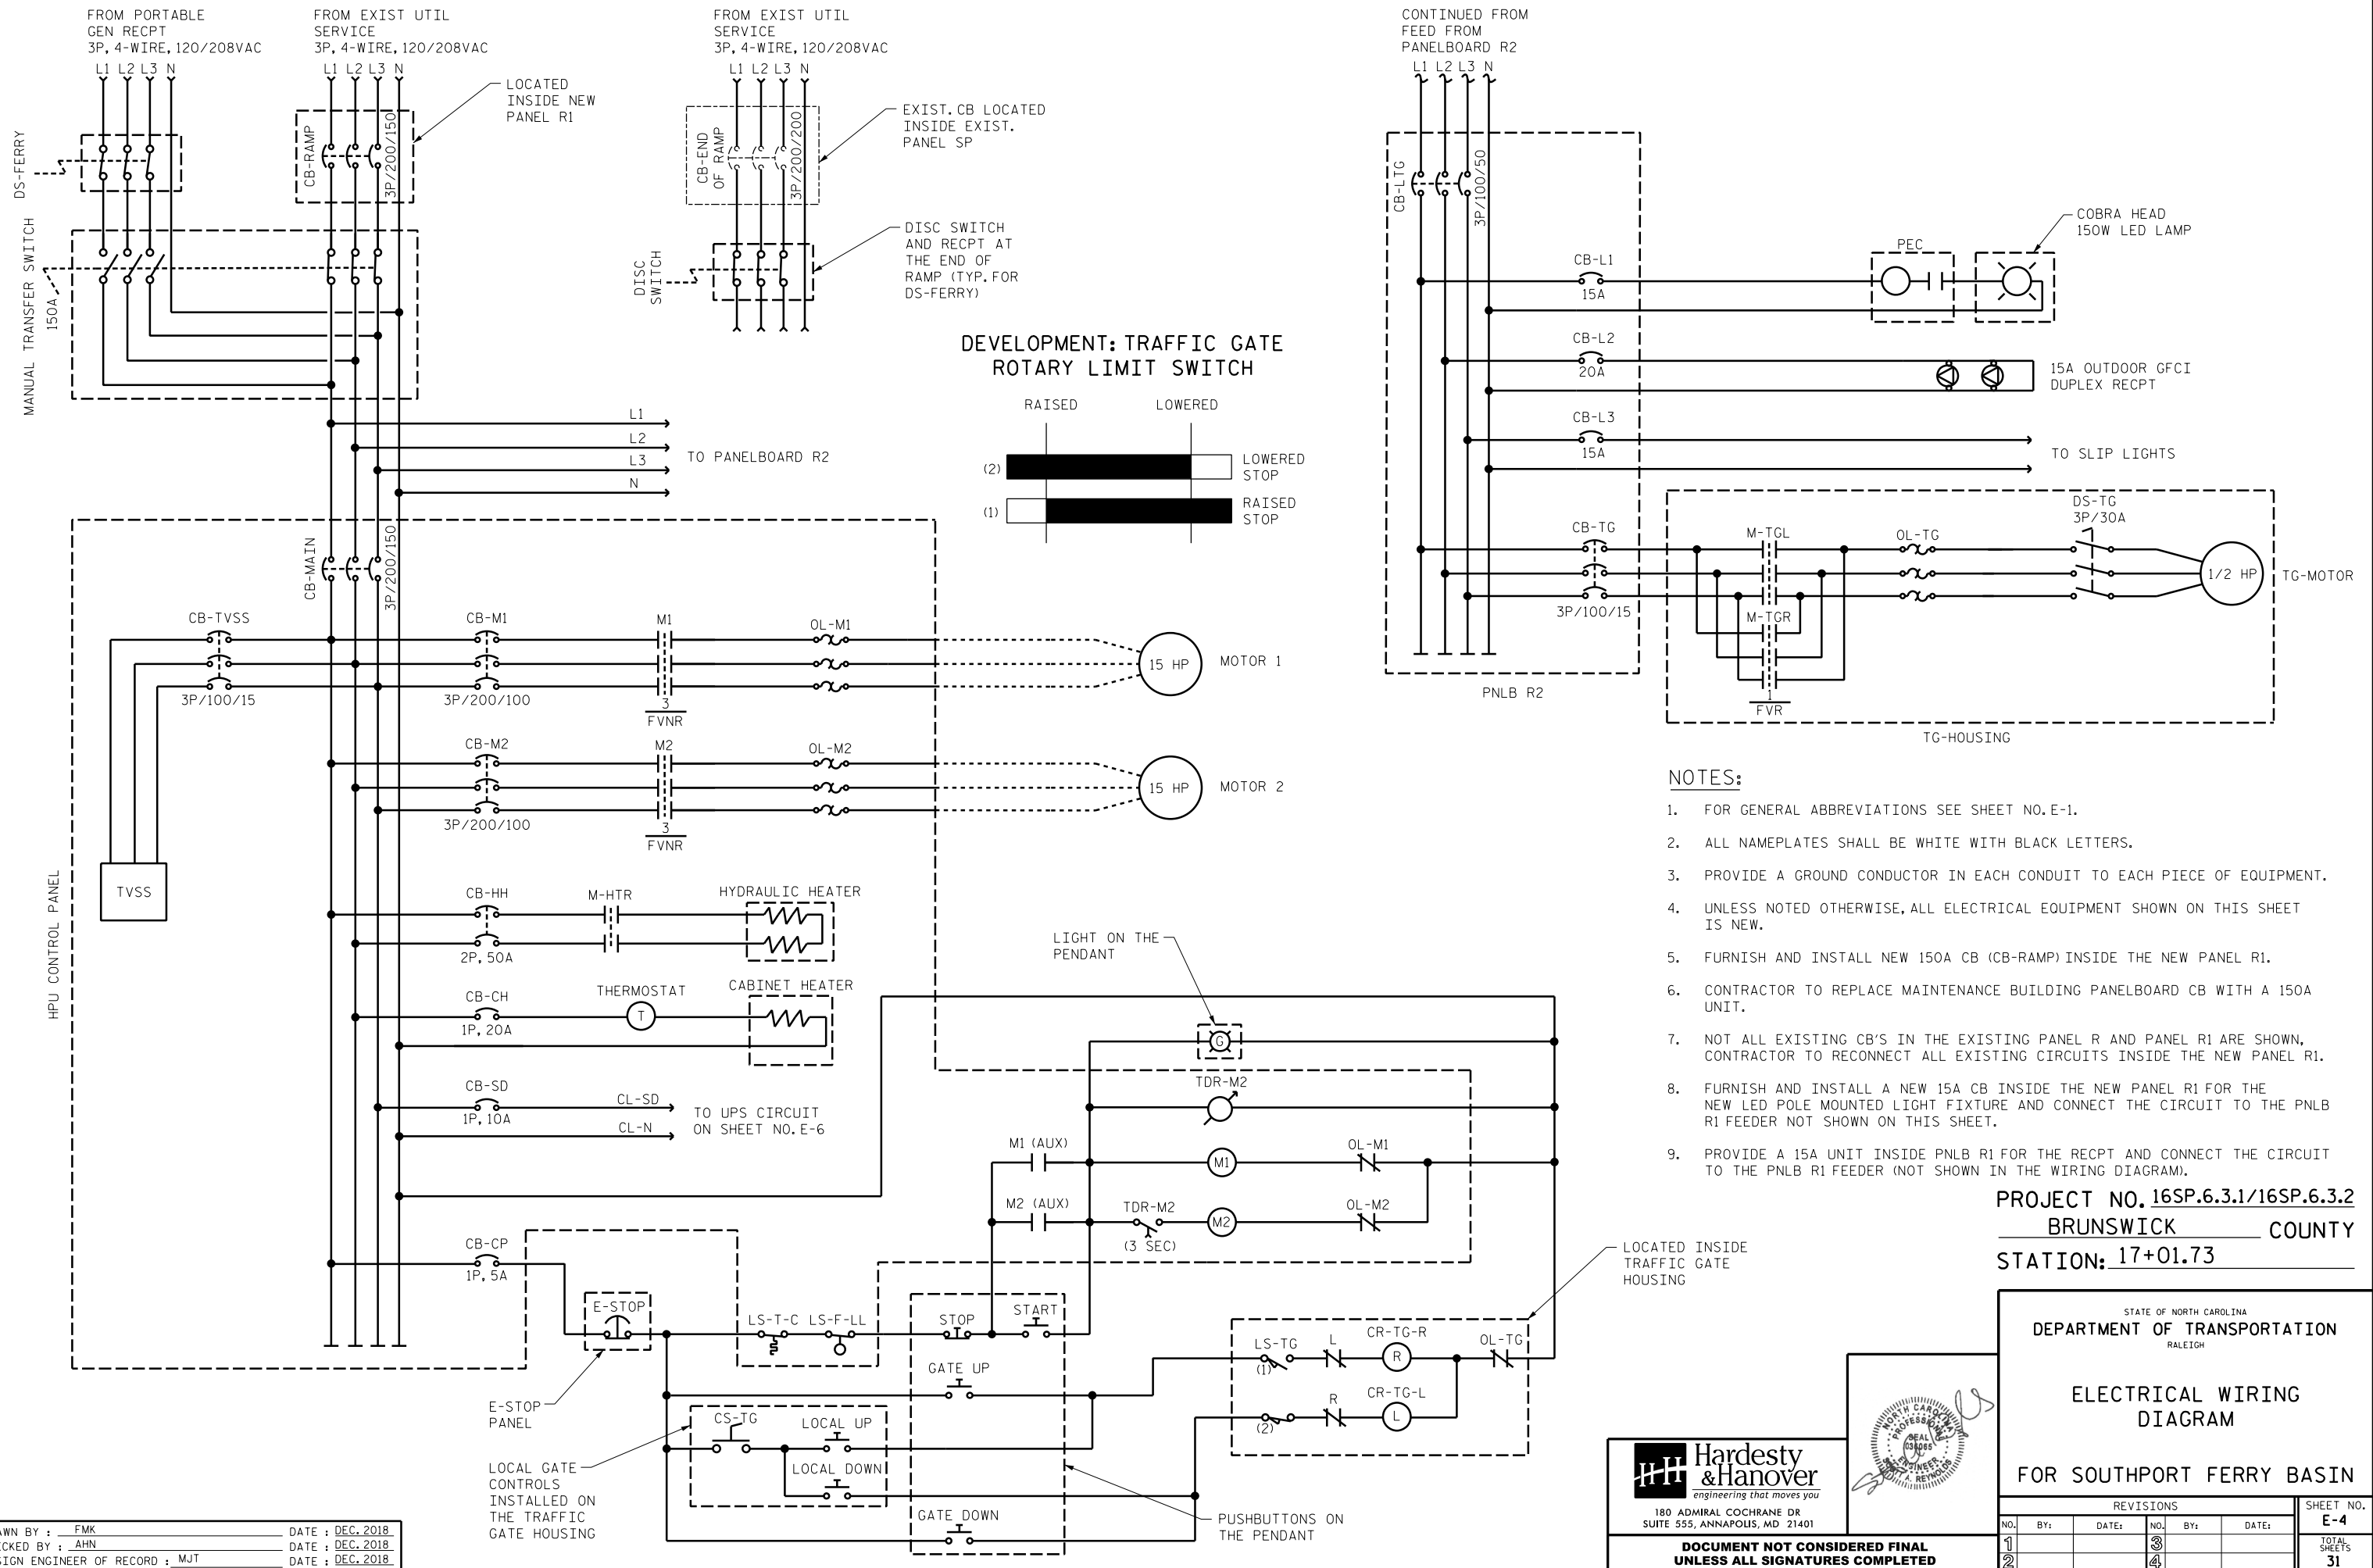 FROM PORTABLE
GEN RECPT
3P, 4-WIRE, 120/208VAC
L1 L2 L3 N
FROM EXIST UTIL
SERVICE
3P, 4-WIRE, 120/208VAC
L1 L2 L3 N
LOCATED
INSIDE NEW
PANEL R1
DS-FERRY
CB-RAMP
3P/200/150
MANUAL TRANSFER SWITCH
150A
FROM EXIST UTIL
SERVICE
3P, 4-WIRE, 120/208VAC
L1 L2 L3 N
CB-END
OF RAMP
3P/200/200
EXIST. CB LOCATED
INSIDE EXIST.
PANEL SP
DISC
SWITCH
DISC SWITCH
AND RECPT AT
THE END OF
RAMP (TYP. FOR
DS-FERRY)
DEVELOPMENT: TRAFFIC GATE
ROTARY LIMIT SWITCH
RAISED
LOWERED
(2)
LOWERED
STOP
(1)
RAISED
STOP
L1
L2
L3
N
TO PANELBOARD R2
CONTINUED FROM
FEED FROM
PANELBOARD R2
L1 L2 L3 N
CB-LTG
3P/100/50
CB-L1
15A
PEC
COBRA HEAD
150W LED LAMP
CB-L2
20A
15A OUTDOOR GFCI
DUPLEX RECPT
CB-L3
15A
TO SLIP LIGHTS
CB-TG
3P/100/15
M-TGL
M-TGR
1
FVR
OL-TG
DS-TG
3P/30A
1/2 HP
TG-MOTOR
PNLB R2
TG-HOUSING
HPU CONTROL PANEL
CB-MAIN
3P/200/150
CB-TVSS
3P/100/15
TVSS
CB-M1
3P/200/100
M1
3
FVNR
OL-M1
15 HP
MOTOR 1
CB-M2
3P/200/100
M2
3
FVNR
OL-M2
15 HP
MOTOR 2
CB-HH
2P, 50A
M-HTR
HYDRAULIC HEATER
CB-CH
1P, 20A
THERMOSTAT
T
CABINET HEATER
CB-SD
1P, 10A
CL-SD
CL-N
TO UPS CIRCUIT
ON SHEET NO. E-6
LIGHT ON THE
PENDANT
G
TDR-M2
M1 (AUX)
M1
OL-M1
M2 (AUX)
TDR-M2
(3 SEC)
M2
OL-M2
CB-CP
1P, 5A
E-STOP
LS-T-C
LS-F-LL
STOP
START
GATE UP
E-STOP
PANEL
CS-TG
LOCAL UP
LOCAL DOWN
GATE DOWN
LOCAL GATE
CONTROLS
INSTALLED ON
THE TRAFFIC
GATE HOUSING
PUSHBUTTONS ON
THE PENDANT
LOCATED INSIDE
TRAFFIC GATE
HOUSING
LS-TG
(1)
L
CR-TG-R
R
OL-TG
(2)
R
CR-TG-L
L
NOTES:
1. FOR GENERAL ABBREVIATIONS SEE SHEET NO. E-1.
2. ALL NAMEPLATES SHALL BE WHITE WITH BLACK LETTERS.
3. PROVIDE A GROUND CONDUCTOR IN EACH CONDUIT TO EACH PIECE OF EQUIPMENT.
4. UNLESS NOTED OTHERWISE, ALL ELECTRICAL EQUIPMENT SHOWN ON THIS SHEET
IS NEW.
5. FURNISH AND INSTALL NEW 150A CB (CB-RAMP) INSIDE THE NEW PANEL R1.
6. CONTRACTOR TO REPLACE MAINTENANCE BUILDING PANELBOARD CB WITH A 150A
UNIT.
7. NOT ALL EXISTING CB'S IN THE EXISTING PANEL R AND PANEL R1 ARE SHOWN,
CONTRACTOR TO RECONNECT ALL EXISTING CIRCUITS INSIDE THE NEW PANEL R1.
8. FURNISH AND INSTALL A NEW 15A CB INSIDE THE NEW PANEL R1 FOR THE
NEW LED POLE MOUNTED LIGHT FIXTURE AND CONNECT THE CIRCUIT TO THE PNLB
R1 FEEDER NOT SHOWN ON THIS SHEET.
9. PROVIDE A 15A UNIT INSIDE PNLB R1 FOR THE RECPT AND CONNECT THE CIRCUIT
TO THE PNLB R1 FEEDER (NOT SHOWN IN THE WIRING DIAGRAM).
PROJECT NO. 16SP.6.3.1/16SP.6.3.2
BRUNSWICK COUNTY
STATION: 17+01.73
STATE OF NORTH CAROLINA
DEPARTMENT OF TRANSPORTATION
RALEIGH
ELECTRICAL WIRING
DIAGRAM
FOR SOUTHPORT FERRY BASIN
REVISIONS
NO. BY: DATE: NO. BY: DATE:
1 3
2 4
SHEET NO.
E-4
TOTAL
SHEETS
31
HH Hardesty
&Hanover
engineering that moves you
180 ADMIRAL COCHRANE DR
SUITE 555, ANNAPOLIS, MD 21401
NORTH CAROLINA
PROFESSIONAL
SEAL
ENGINEER
REYNOLDS
DOCUMENT NOT CONSIDERED FINAL
UNLESS ALL SIGNATURES COMPLETED
AWN BY : FMK DATE : DEC. 2018
ECKED BY : AHN DATE : DEC. 2018
SIGN ENGINEER OF RECORD : MJT DATE : DEC. 2018